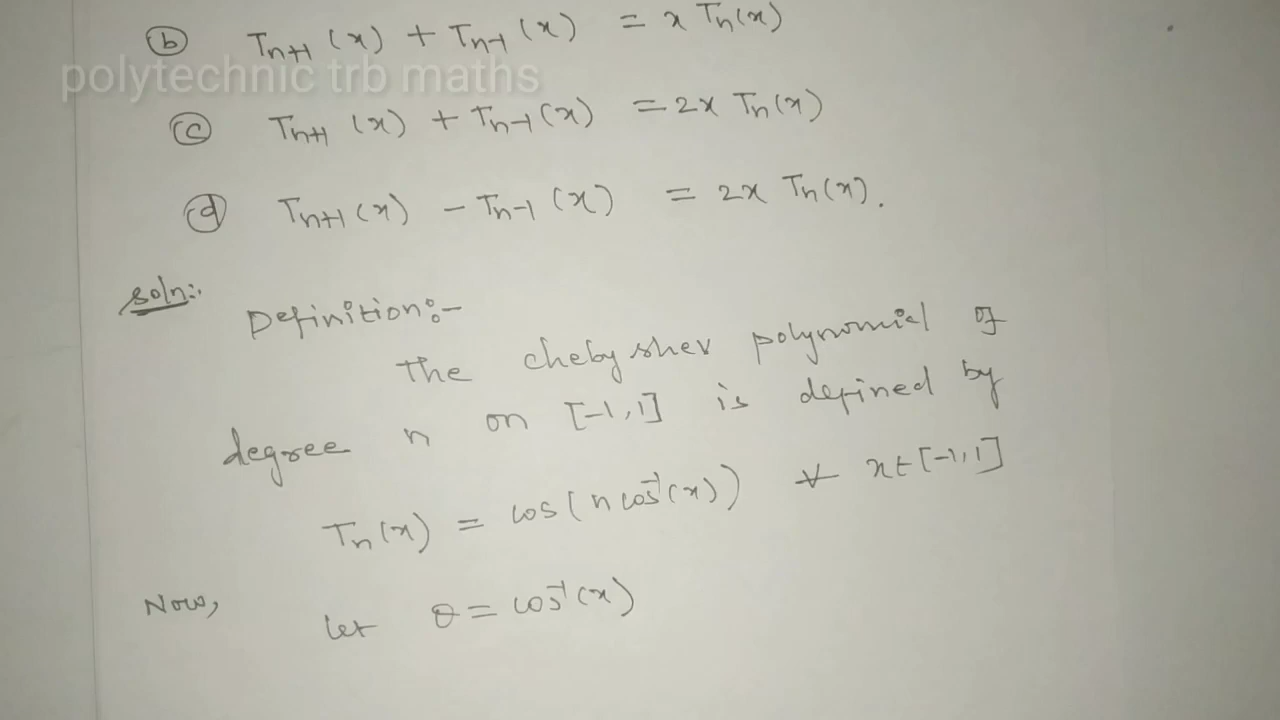 ⓑ Tn+1 (x) + Tn-1 (x) = x Tn(x)
polytechnic trb maths
ⓒ Tn+1 (x) + Tn-1 (x) = 2x Tn(x)
ⓓ Tn+1 (x) - Tn-1 (x) = 2x Tn(x).
Soln:.
Definition:-
The chebyshev polynomial of
degree n on [-1,1] is defined by
Tn(x) = cos(n cos⁻¹(x)) ∀ x∈[-1,1]
Now,
let θ = cos⁻¹(x)